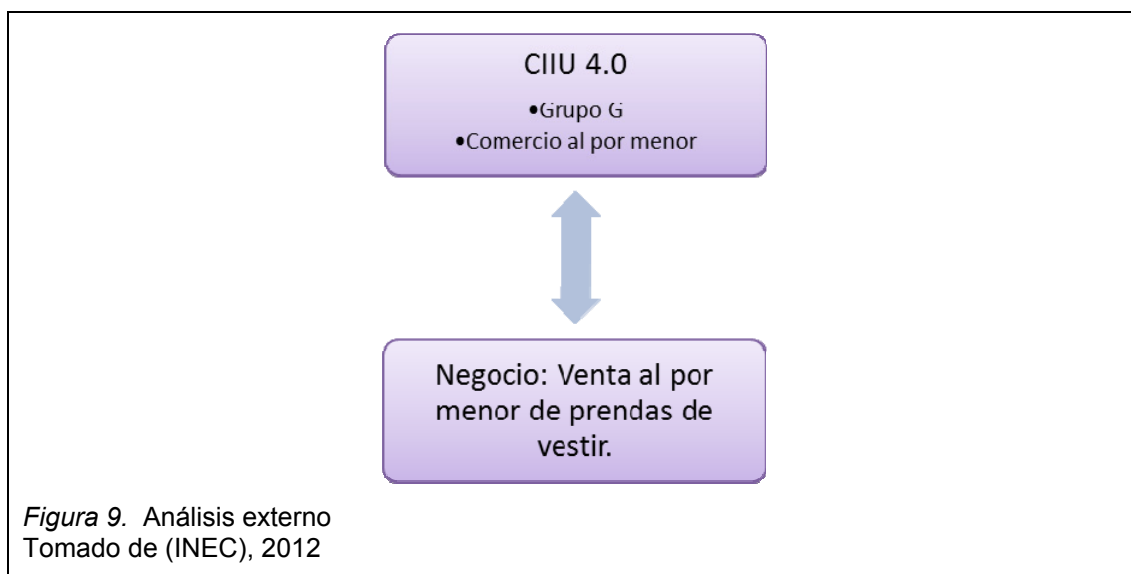 CIIU 4.0
•Grupo G
•Comercio al por menor
Negocio: Venta al por
menor de prendas de
vestir.
Figura 9. Análisis externo
Tomado de (INEC), 2012